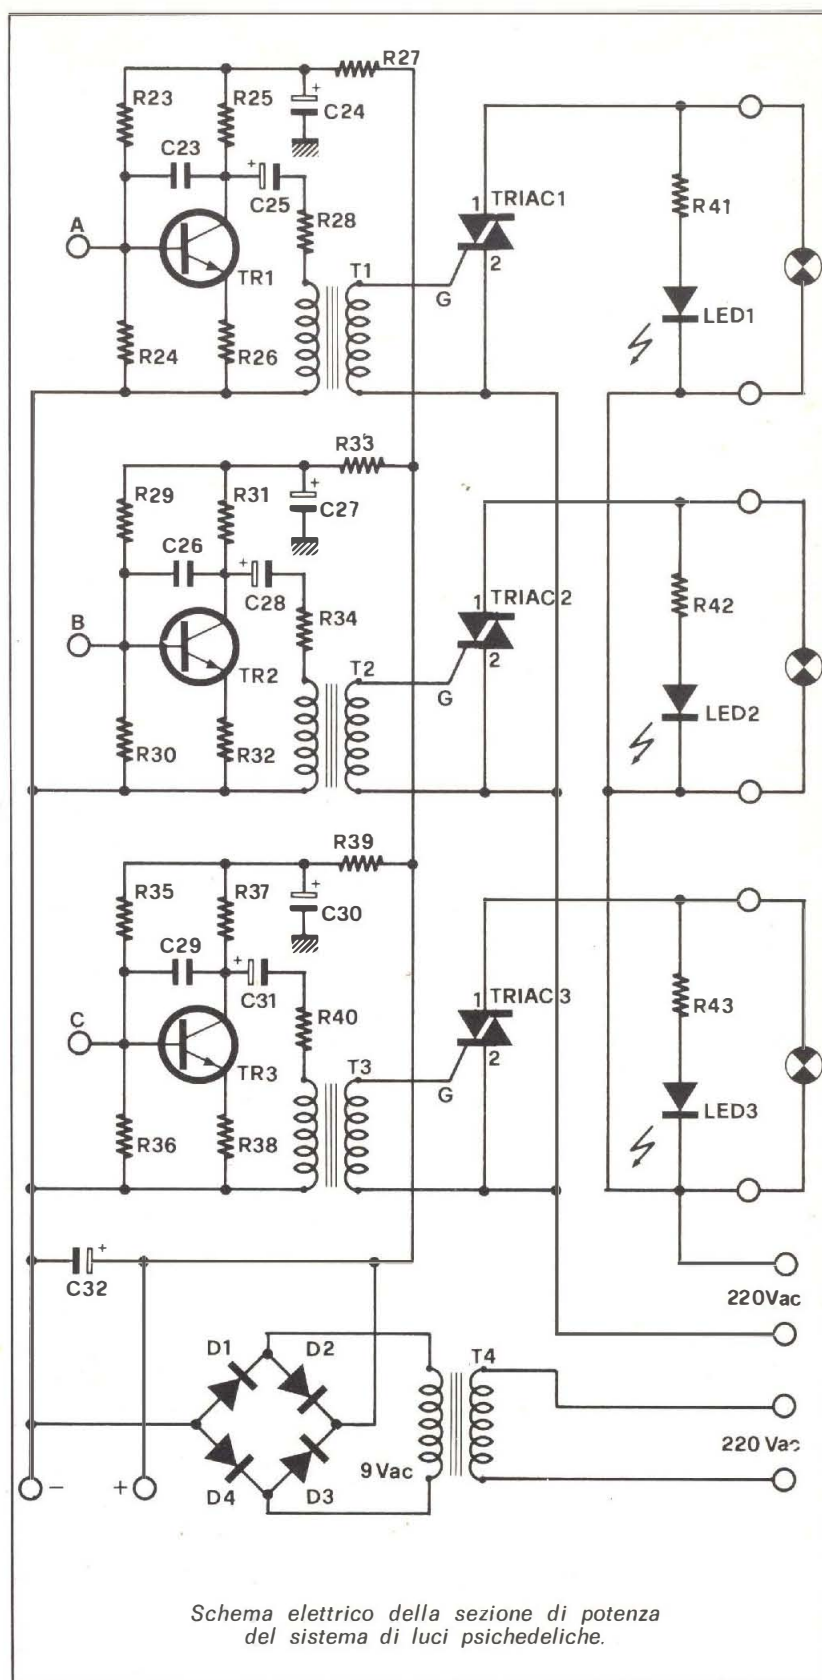 R27
R23
R25
+
C24
C23
+
C25
A
R28
TR1
R24
R26
T1
G
1
TRIAC1
2
R41
LED1
R33
R29
R31
+
C27
C26
+
C28
B
R34
TR2
R30
R32
T2
G
1
TRIAC 2
2
R42
LED2
R39
R35
R37
+
C30
C29
+
C31
C
R40
TR3
R36
R38
T3
G
1
TRIAC 3
2
R43
LED3
+
C32
220Vac
D1
D2
T4
9Vac
220 Vac
D4
D3
-
+
Schema elettrico della sezione di potenza
del sistema di luci psichedeliche.